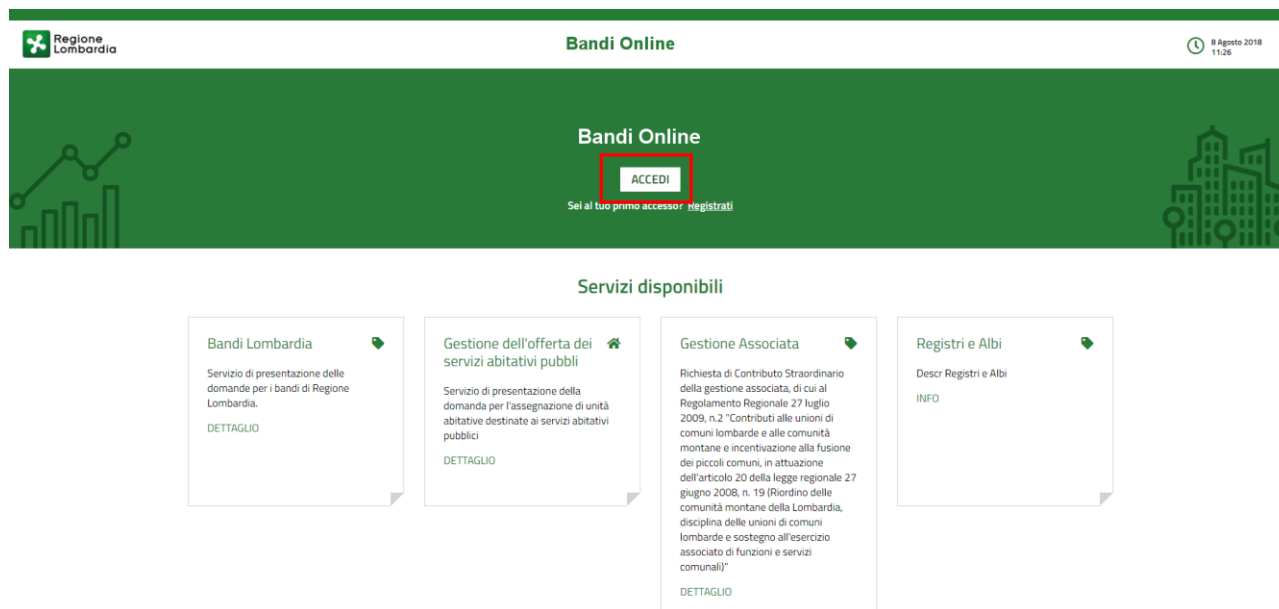 Regione
Lombardia
Bandi Online
8 Agosto 2018
11:26
Bandi Online
ACCEDI
Sei al tuo primo accesso? Registrati
Servizi disponibili
Bandi Lombardia
Servizio di presentazione delle
domande per i bandi di Regione
Lombardia.
DETTAGLIO
Gestione dell'offerta dei
servizi abitativi pubbli
Servizio di presentazione della
domanda per l'assegnazione di unità
abitative destinate ai servizi abitativi
pubblici
DETTAGLIO
Gestione Associata
Richiesta di Contributo Straordinario
della gestione associata, di cui al
Regolamento Regionale 27 luglio
2009, n.2 "Contributi alle unioni di
comuni lombarde e alle comunità
montane e incentivazione alla fusione
dei piccoli comuni, in attuazione
dell'articolo 20 della legge regionale 27
giugno 2008, n. 19 (Riordino delle
comunità montane della Lombardia,
disciplina delle unioni di comuni
lombarde e sostegno all'esercizio
associato di funzioni e servizi
comunali)"
DETTAGLIO
Registri e Albi
Descr Registri e Albi
INFO